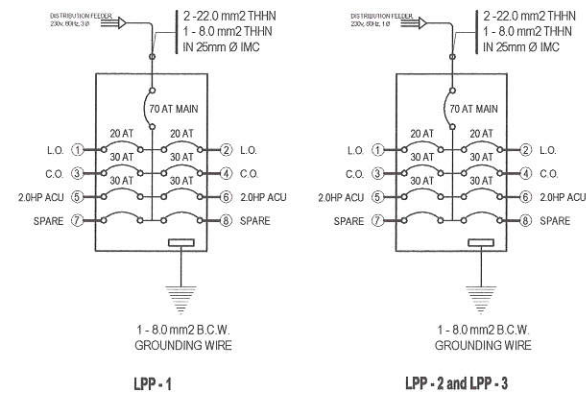 DISTRIBUTION FEEDER
230v, 60Hz, 3Ø
2 -22.0 mm2 THHN
1 - 8.0 mm2 THHN
IN 25mm Ø IMC
70 AT MAIN
20 AT 20 AT
L.O. 1 2 L.O.
30 AT 30 AT
C.O. 3 4 C.O.
30 AT 30 AT
2.0HP ACU 5 6 2.0HP ACU
SPARE 7 8 SPARE
1 - 8.0 mm2 B.C.W.
GROUNDING WIRE
LPP - 1
DISTRIBUTION FEEDER
230v, 60Hz, 1Ø
2 -22.0 mm2 THHN
1 - 8.0 mm2 THHN
IN 25mm Ø IMC
70 AT MAIN
20 AT 20 AT
L.O. 1 2 L.O.
30 AT 30 AT
C.O. 3 4 C.O.
30 AT 30 AT
2.0HP ACU 5 6 2.0HP ACU
SPARE 7 8 SPARE
1 - 8.0 mm2 B.C.W.
GROUNDING WIRE
LPP - 2 and LPP - 3